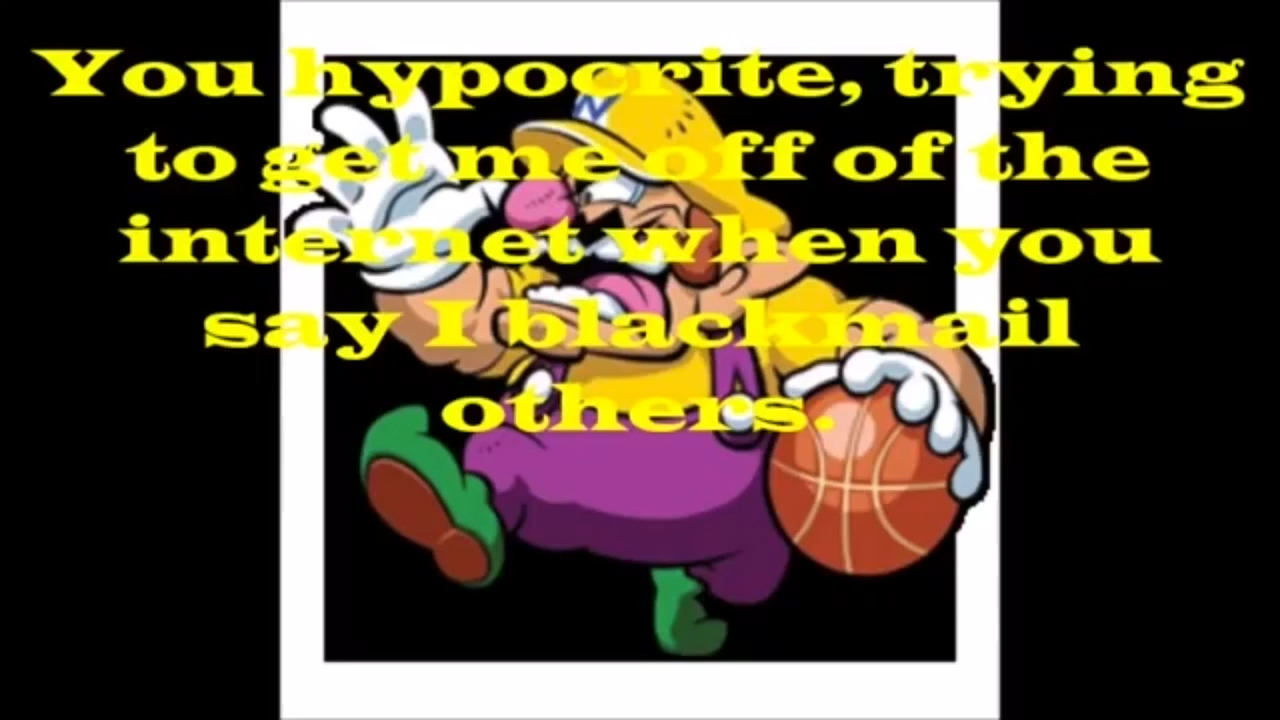 You hypocrite, trying
to get me off of the
internet when you
say I blackmail
others.